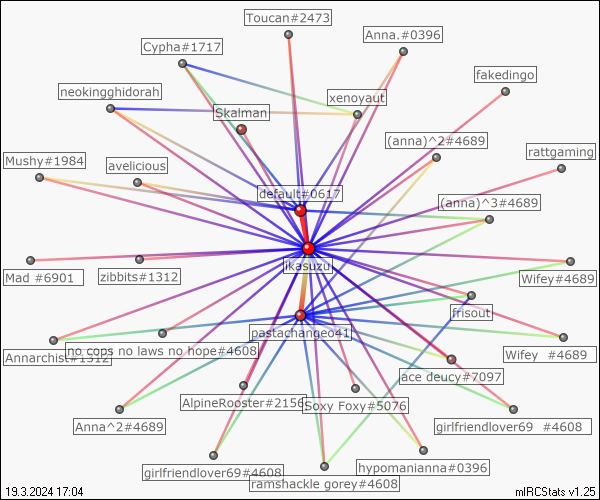 Toucan#2473
Anna.#0396
Cypha#1717
fakedingo
neokingghidorah
xenoyaut
Skalman
(anna)^2#4689
rattgaming
Mushy#1984
avelicious
default#0617
(anna)^3#4689
ikasuzu
Mad #6901
zibbits#1312
Wifey#4689
frisout
pastachange041
Annarchist#1312
no cops no laws no hope#4608
Wifey #4689
ace deucy#7097
AlpineRooster#2156
Soxy Foxy#5076
Anna^2#4689
girlfriendlover69 #4608
girlfriendlover69#4608
hypomanianna#0396
ramshackle gorey#4608
19.3.2024 17:04
mIRCStats v1.25